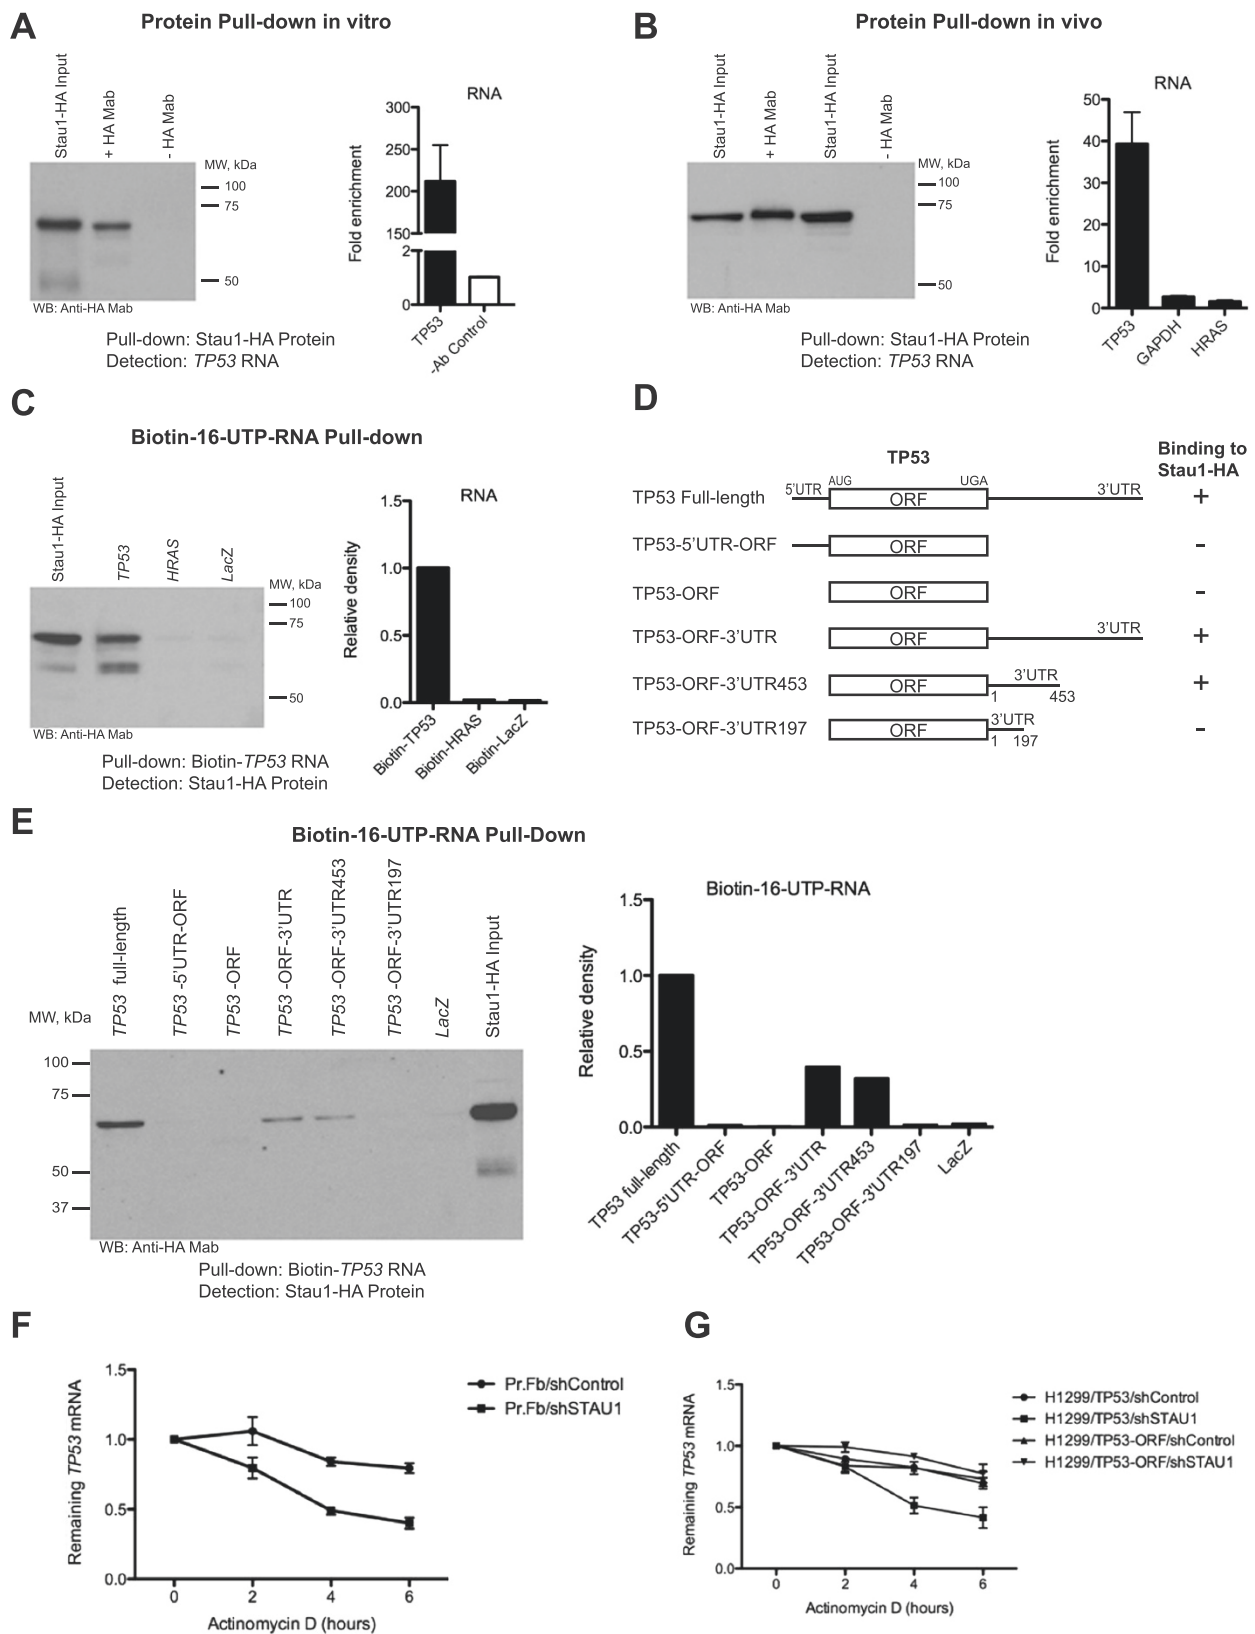 A
Protein Pull-down in vitro
Stau1-HA Input
+ HA Mab
- HA Mab
MW, kDa
100
75
50
WB: Anti-HA Mab
RNA
Fold enrichment
300
250
200
150
2
0
TP53
-Ab Control
Pull-down: Stau1-HA Protein
Detection: TP53 RNA
B
Protein Pull-down in vivo
Stau1-HA Input
+ HA Mab
Stau1-HA Input
- HA Mab
MW, kDa
100
75
50
WB: Anti-HA Mab
RNA
Fold enrichment
50
40
30
20
10
0
TP53
GAPDH
HRAS
Pull-down: Stau1-HA Protein
Detection: TP53 RNA
C
Biotin-16-UTP-RNA Pull-down
Stau1-HA Input
TP53
HRAS
LacZ
MW, kDa
100
75
50
WB: Anti-HA Mab
RNA
Relative density
1.5
1.0
0.5
0.0
Biotin-TP53
Biotin-HRAS
Biotin-LacZ
Pull-down: Biotin-TP53 RNA
Detection: Stau1-HA Protein
D
TP53
Binding to
Stau1-HA
TP53 Full-length 5'UTR AUG ORF UGA 3'UTR +
TP53-5'UTR-ORF ORF -
TP53-ORF ORF -
TP53-ORF-3'UTR ORF 3'UTR +
TP53-ORF-3'UTR453 ORF 3'UTR +
1 453
TP53-ORF-3'UTR197 ORF 3'UTR -
1 197
E
Biotin-16-UTP-RNA Pull-Down
TP53 full-length
TP53 -5'UTR-ORF
TP53 -ORF
TP53 -ORF-3'UTR
TP53 -ORF-3'UTR453
TP53 -ORF-3'UTR197
LacZ
Stau1-HA Input
MW, kDa
100
75
50
37
WB: Anti-HA Mab
Pull-down: Biotin-TP53 RNA
Detection: Stau1-HA Protein
Biotin-16-UTP-RNA
Relative density
1.5
1.0
0.5
0.0
TP53 full-length
TP53-5'UTR-ORF
TP53-ORF
TP53-ORF-3'UTR
TP53-ORF-3'UTR453
TP53-ORF-3'UTR197
LacZ
F
Remaining TP53 mRNA
1.5
1.0
0.5
0.0
0 2 4 6
Actinomycin D (hours)
Pr.Fb/shControl
Pr.Fb/shSTAU1
G
Remaining TP53 mRNA
1.5
1.0
0.5
0.0
0 2 4 6
Actinomycin D (hours)
H1299/TP53/shControl
H1299/TP53/shSTAU1
H1299/TP53-ORF/shControl
H1299/TP53-ORF/shSTAU1